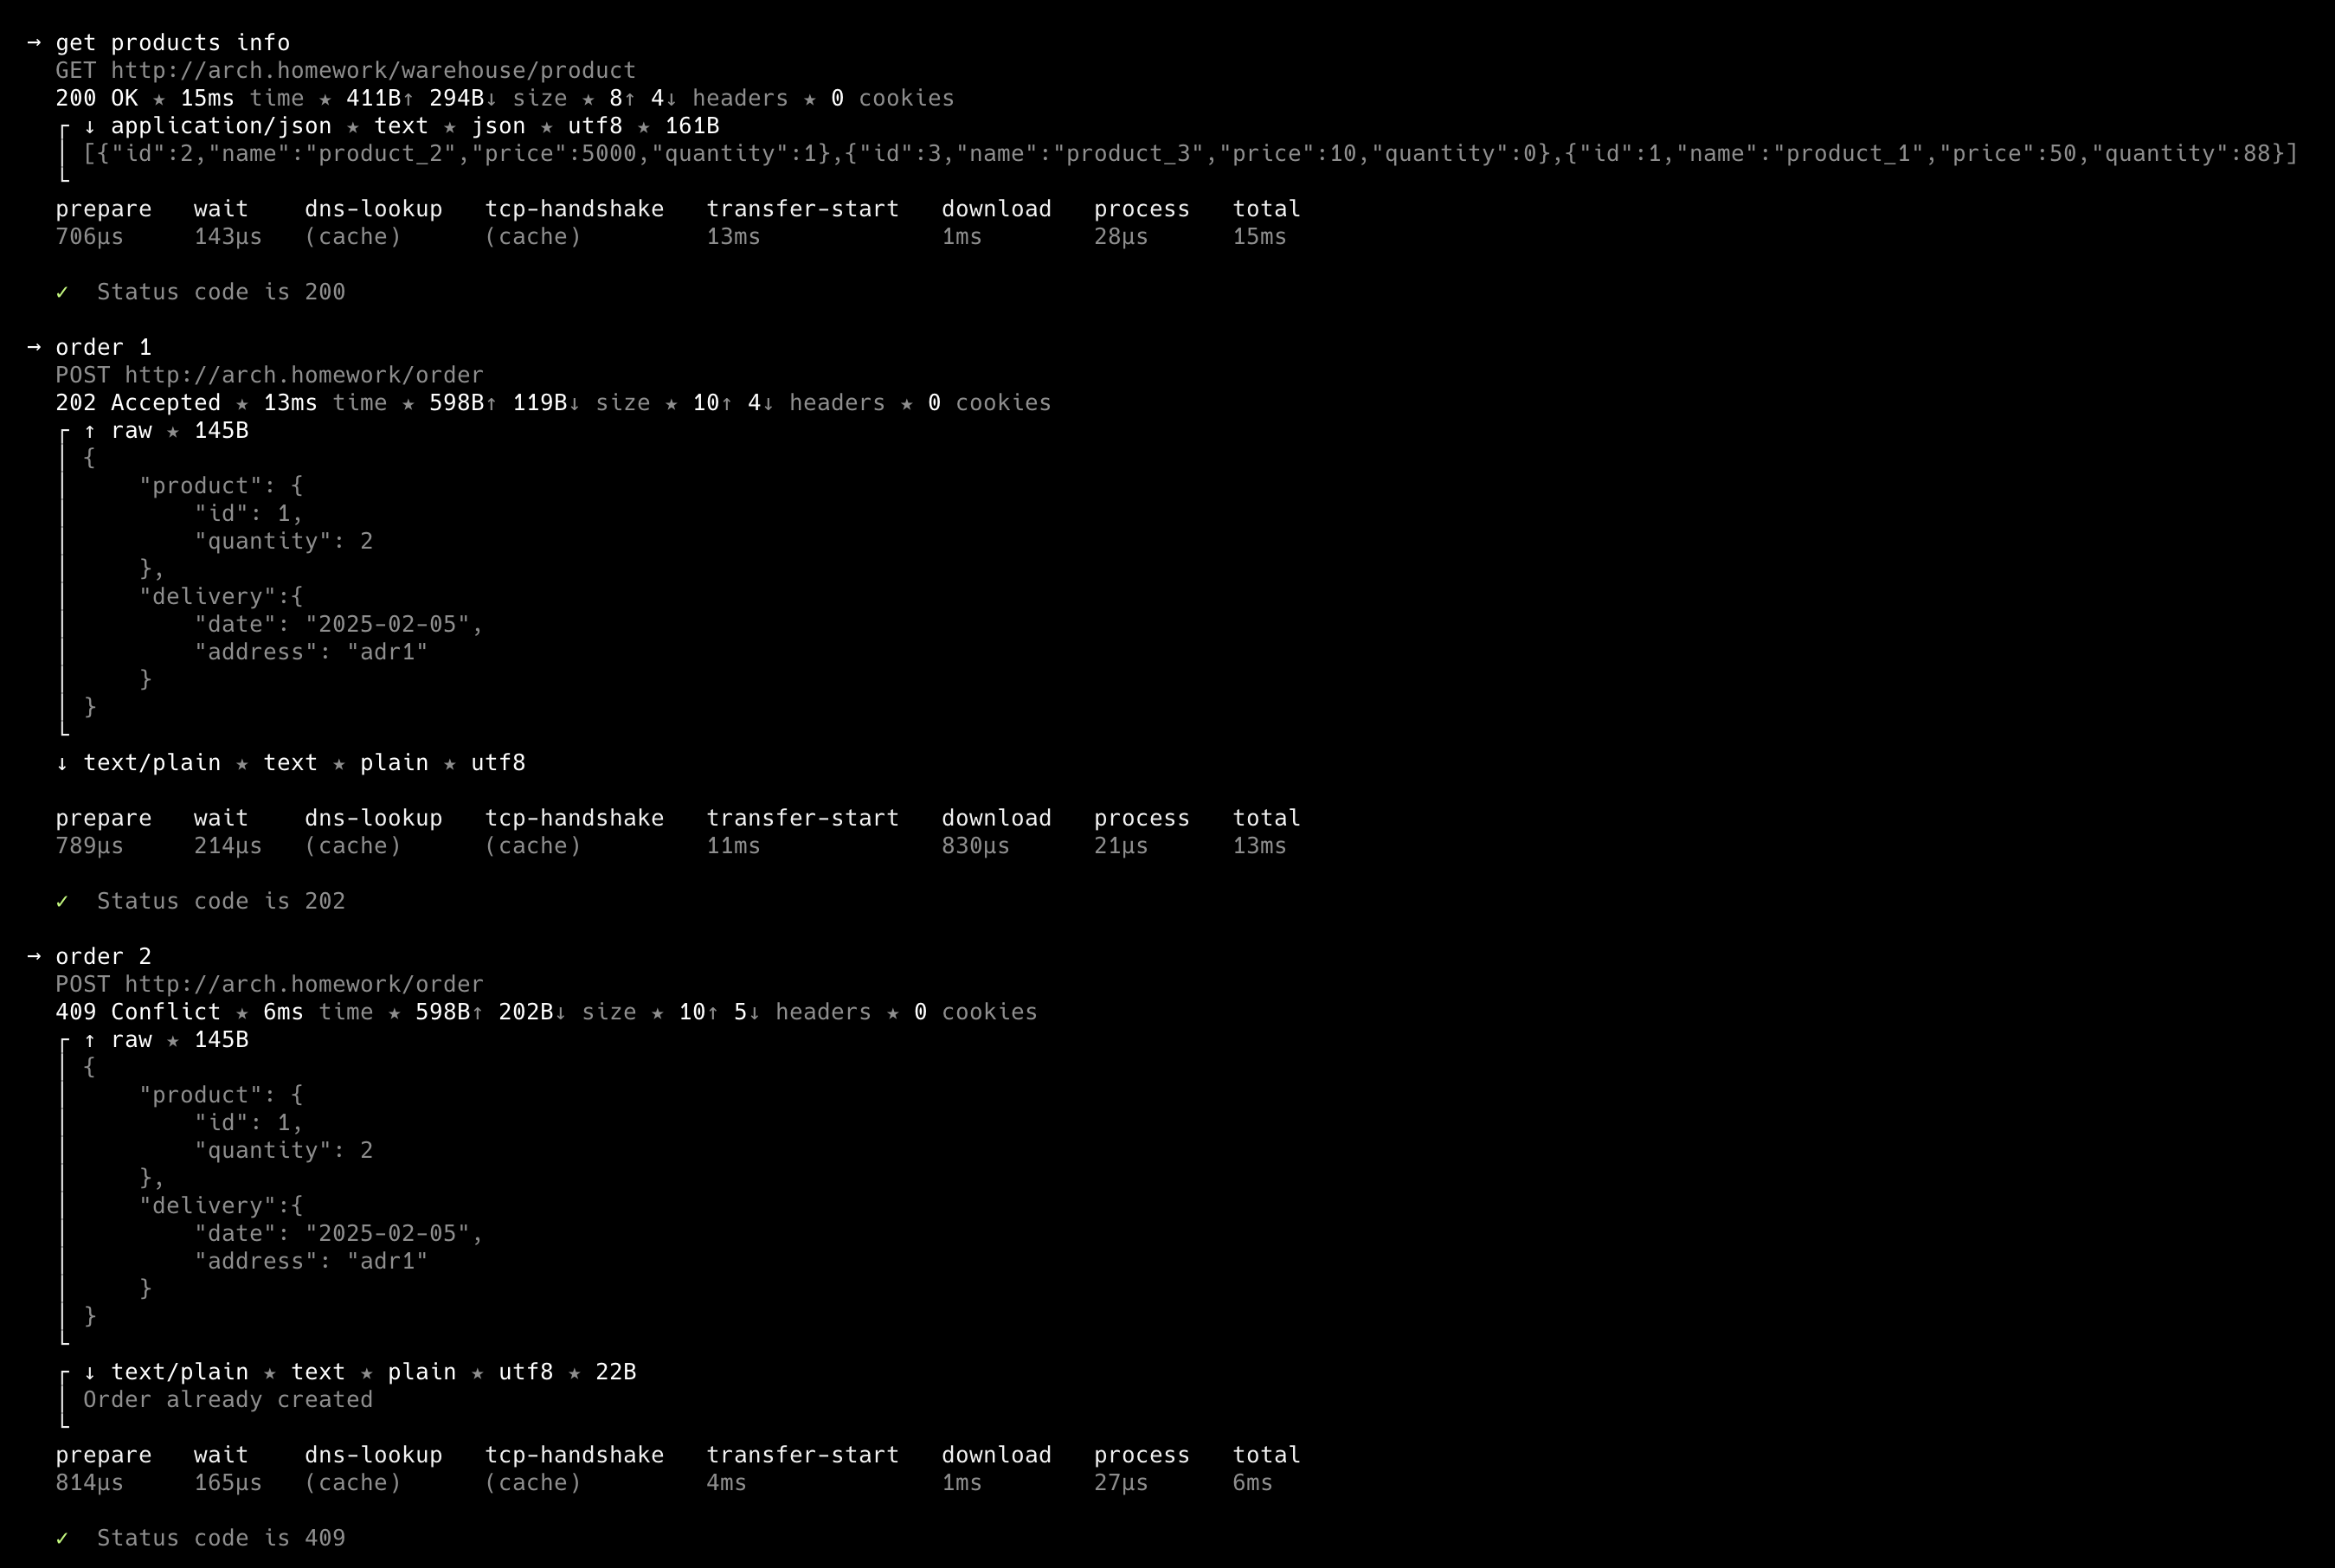 → get products info
GET http://arch.homework/warehouse/product
200 OK ★ 15ms time ★ 411B↑ 294B↓ size ★ 8↑ 4↓ headers ★ 0 cookies
┌ ↓ application/json ★ text ★ json ★ utf8 ★ 161B
│ [{"id":2,"name":"product_2","price":5000,"quantity":1},{"id":3,"name":"product_3","price":10,"quantity":0},{"id":1,"name":"product_1","price":50,"quantity":88}]
└
prepare   wait    dns-lookup   tcp-handshake   transfer-start   download   process   total
706µs     143µs   (cache)      (cache)         13ms             1ms        28µs      15ms
✓  Status code is 200
→ order 1
POST http://arch.homework/order
202 Accepted ★ 13ms time ★ 598B↑ 119B↓ size ★ 10↑ 4↓ headers ★ 0 cookies
┌ ↑ raw ★ 145B
│ {
│     "product": {
│         "id": 1,
│         "quantity": 2
│     },
│     "delivery":{
│         "date": "2025-02-05",
│         "address": "adr1"
│     }
│ }
└
↓ text/plain ★ text ★ plain ★ utf8
prepare   wait    dns-lookup   tcp-handshake   transfer-start   download   process   total
789µs     214µs   (cache)      (cache)         11ms             830µs      21µs      13ms
✓  Status code is 202
→ order 2
POST http://arch.homework/order
409 Conflict ★ 6ms time ★ 598B↑ 202B↓ size ★ 10↑ 5↓ headers ★ 0 cookies
┌ ↑ raw ★ 145B
│ {
│     "product": {
│         "id": 1,
│         "quantity": 2
│     },
│     "delivery":{
│         "date": "2025-02-05",
│         "address": "adr1"
│     }
│ }
└
┌ ↓ text/plain ★ text ★ plain ★ utf8 ★ 22B
│ Order already created
└
prepare   wait    dns-lookup   tcp-handshake   transfer-start   download   process   total
814µs     165µs   (cache)      (cache)         4ms              1ms        27µs      6ms
✓  Status code is 409